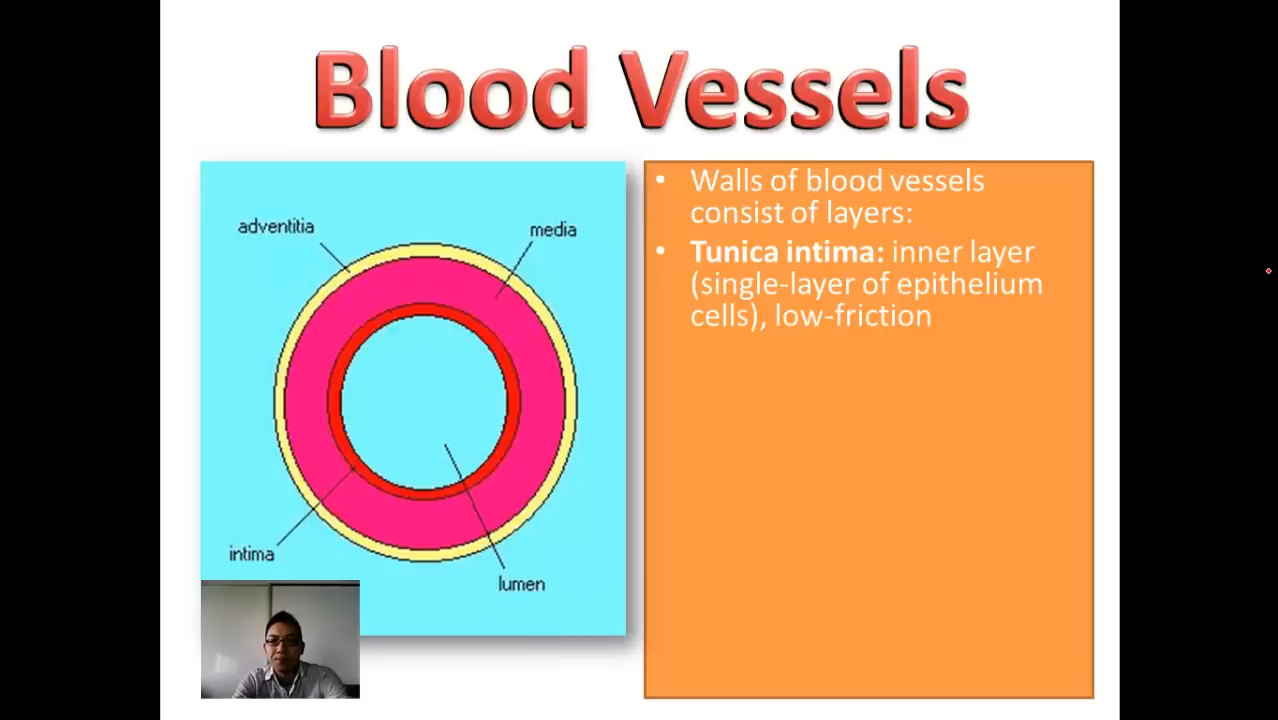 Blood Vessels
adventitia
media
intima
lumen
• Walls of blood vessels
consist of layers:
• Tunica intima: inner layer
(single-layer of epithelium
cells), low-friction